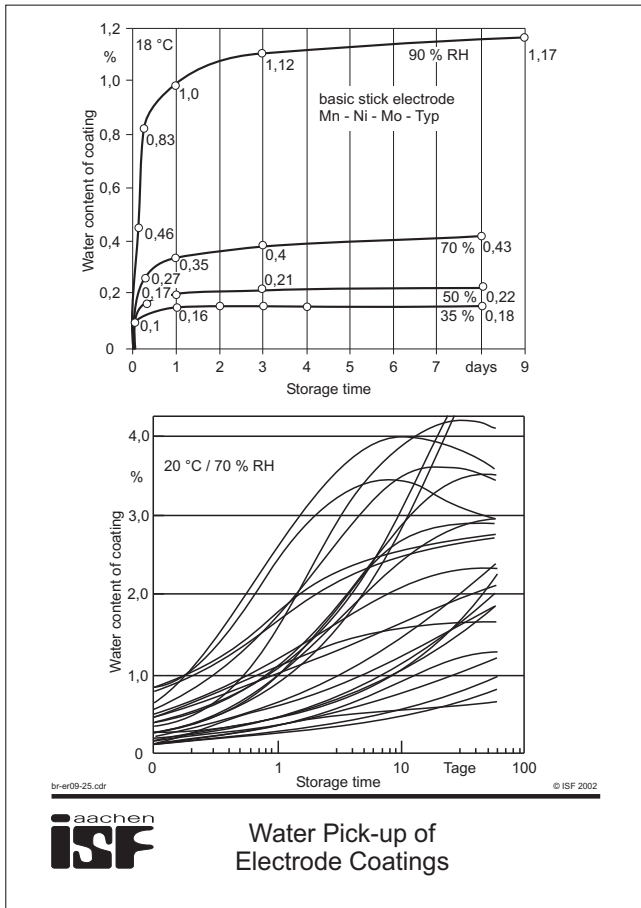 1,2
18 °C
%
90 % RH
1,0
1,12
1,17
1,0
basic stick electrode
Mn - Ni - Mo - Typ
0,8
0,83
0,6
Water content of coating
0,46
0,4
70 % 0,43
0,35
0,4
0,27
0,21
0,2
0,17
50 % 0,22
0,1
0,16
35 % 0,18
0
0 1 2 3 4 5 6 7 days 9
Storage time
4,0
20 °C / 70 % RH
%
3,0
Water content of coating
2,0
1,0
0
0 1 10 Tage 100
Storage time
br-er09-25.cdr
© ISF 2002
aachen
ISF
Water Pick-up of
Electrode Coatings